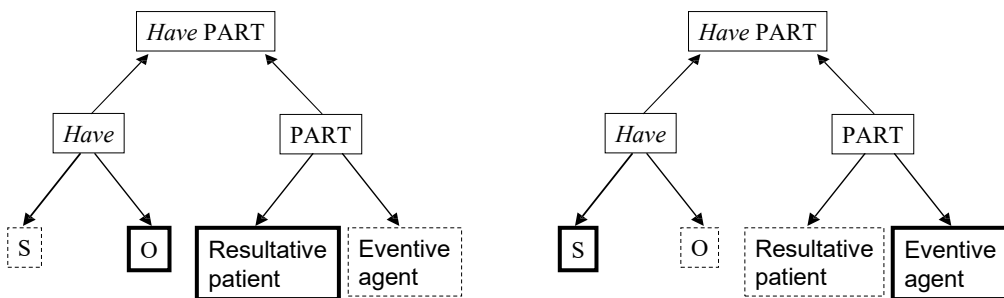 Have PART
Have
PART
S
O
Resultative
patient
Eventive
agent
Have PART
Have
PART
S
O
Resultative
patient
Eventive
agent